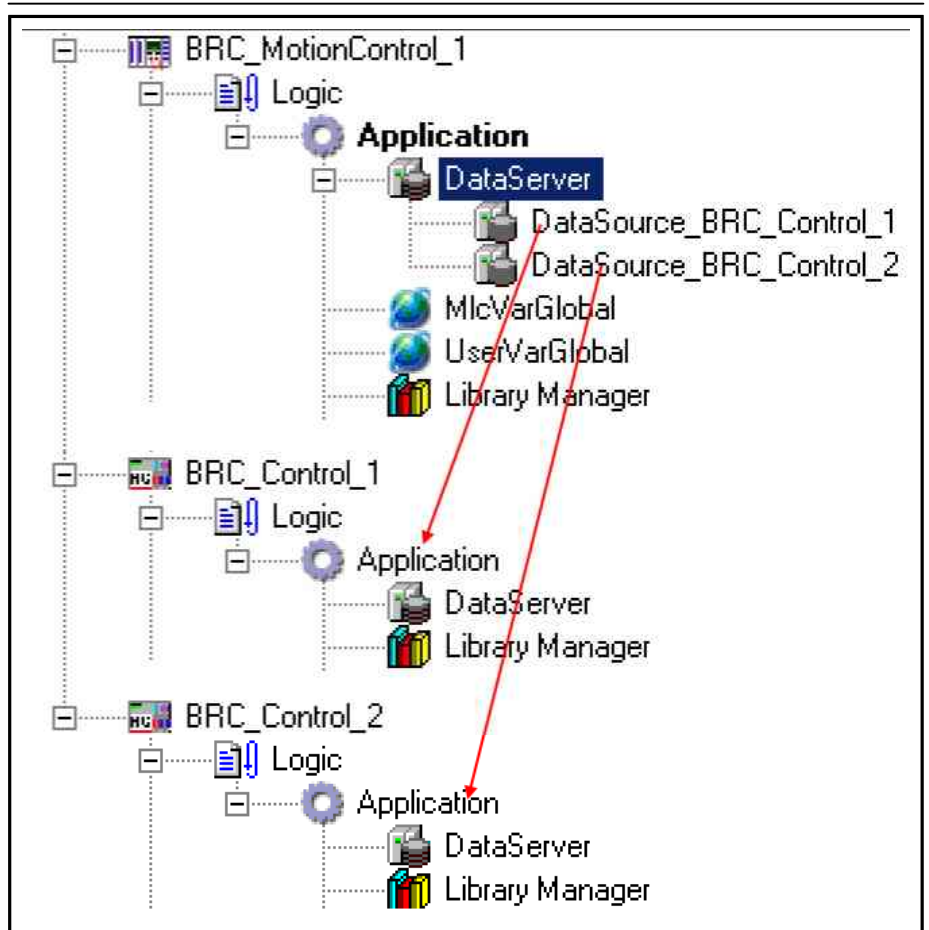 BRC_MotionControl_1
Logic
Application
DataServer
DataSource_BRC_Control_1
DataSource_BRC_Control_2
MlcVarGlobal
UserVarGlobal
Library Manager
BRC_Control_1
Logic
Application
DataServer
Library Manager
BRC_Control_2
Logic
Application
DataServer
Library Manager